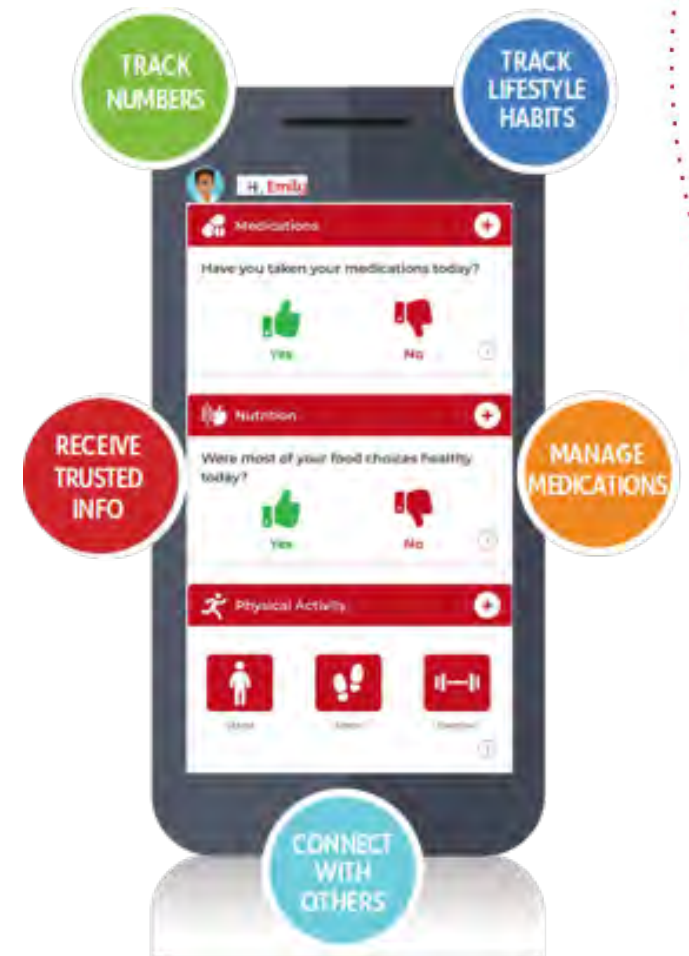 TRACK
NUMBERS
TRACK
LIFESTYLE
HABITS
Hi, Emily
Medications
Have you taken your medications today?
Yes
No
RECEIVE
TRUSTED
INFO
Nutrition
MANAGE
MEDICATIONS
Were most of your food choices healthy
today?
Yes
No
Physical Activity
CONNECT
WITH
OTHERS